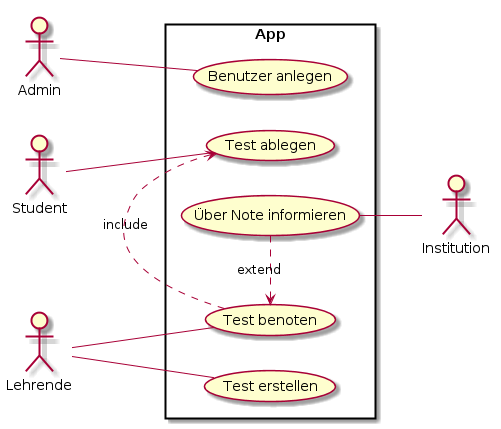 App
Admin
Benutzer anlegen
Student
Test ablegen
include
Über Note informieren
Institution
extend
Lehrende
Test benoten
Test erstellen